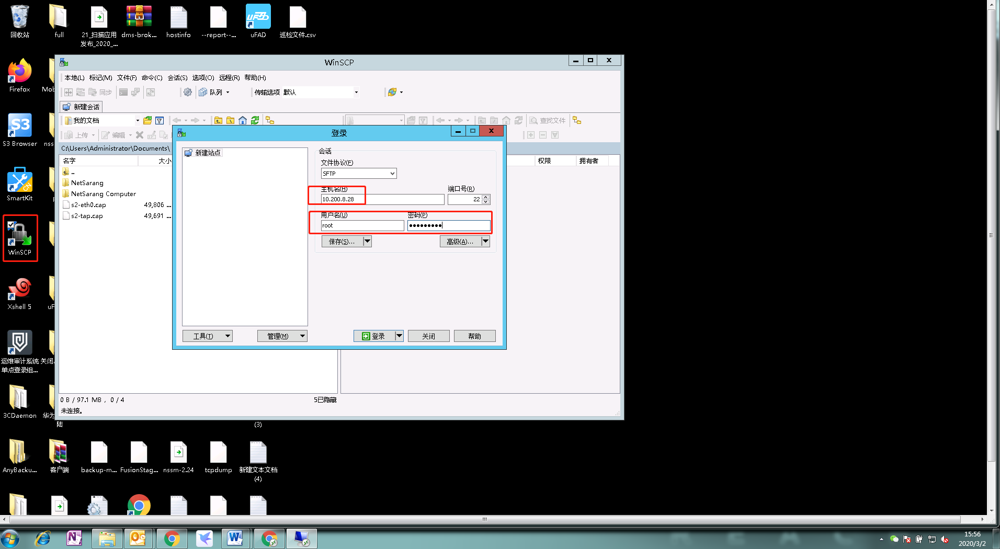 回收站
full
21_扫描应用
发布_2020_...
dms-brok...
hostinfo
--report--...
uFAD
巡检文件.csv
WinSCP
本地(L) 标记(M) 文件(F) 命令(C) 会话(S) 选项(O) 远程(R) 帮助(H)
同步
队列
传输选项 默认
新建会话
我的文档
查找文件
上传
编辑
C:\Users\Administrator\Documents\
名字
大小
权限
拥有者
..
NetSarang
NetSarang Computer
s2-eth0.cap 49,806 ...
s2-tap.cap 49,691 ...
登录
新建站点
会话
文件协议(F)
SFTP
主机名(H)
端口号(R)
10.200.8.28
22
用户名(U)
密码(P)
root
保存(S)...
高级(A)...
工具(T)
管理(M)
登录
关闭
帮助
0 B / 97.1 MB , 0 / 4
5已隐藏
未连接。
Firefox
Mob
S3
S3 Browser
nss
CN
SmartKit
WinSCP
Xshell 5
uF
运维审计系统
单点登录组...
关闭.
3CDaemon
华为
陆
(3)
AnyBacku...
客户端
backup-m...
FusionStag...
nssm-2.24
tcpdump
新建文本文档
(4)
15:56
2020/3/2